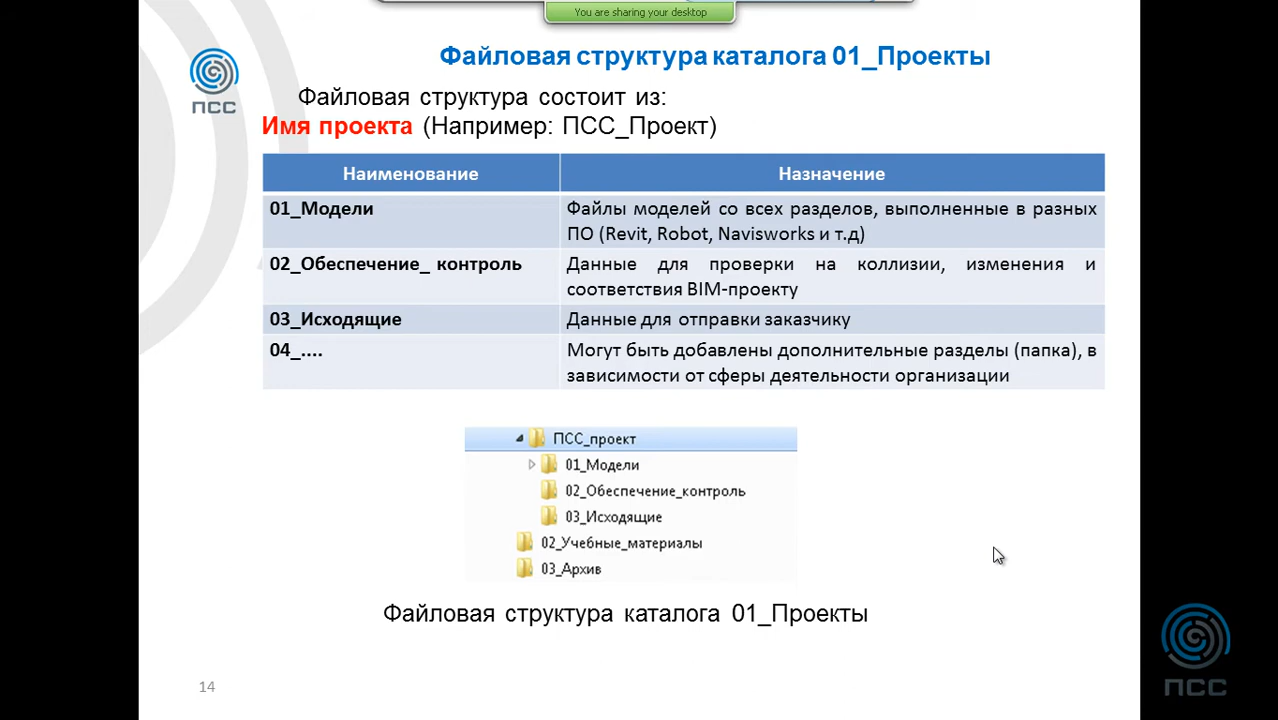 You are sharing your desktop
ПСС
Файловая структура каталога 01_Проекты
Файловая структура состоит из:
Имя проекта (Например: ПСС_Проект)
Наименование
Назначение
01_Модели
Файлы моделей со всех разделов, выполненные в разных
ПО (Revit, Robot, Navisworks и т.д)
02_Обеспечение_ контроль
Данные для проверки на коллизии, изменения и
соответствия BIM-проекту
03_Исходящие
Данные для отправки заказчику
04_....
Могут быть добавлены дополнительные разделы (папка), в
зависимости от сферы деятельности организации
ПСС_проект
01_Модели
02_Обеспечение_контроль
03_Исходящие
02_Учебные_материалы
03_Архив
Файловая структура каталога 01_Проекты
14
ПСС